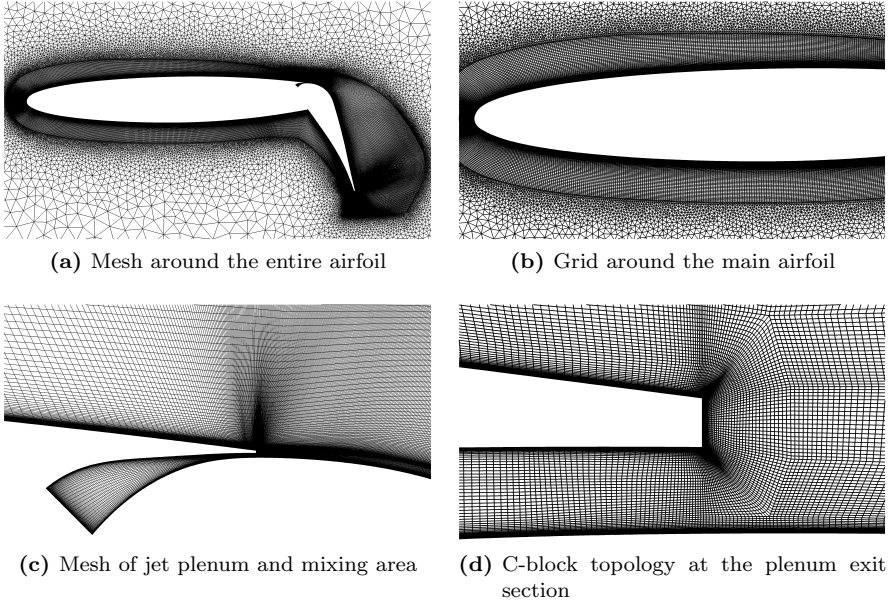 (a) Mesh around the entire airfoil
(b) Grid around the main airfoil
(c) Mesh of jet plenum and mixing area
(d) C-block topology at the plenum exit
section